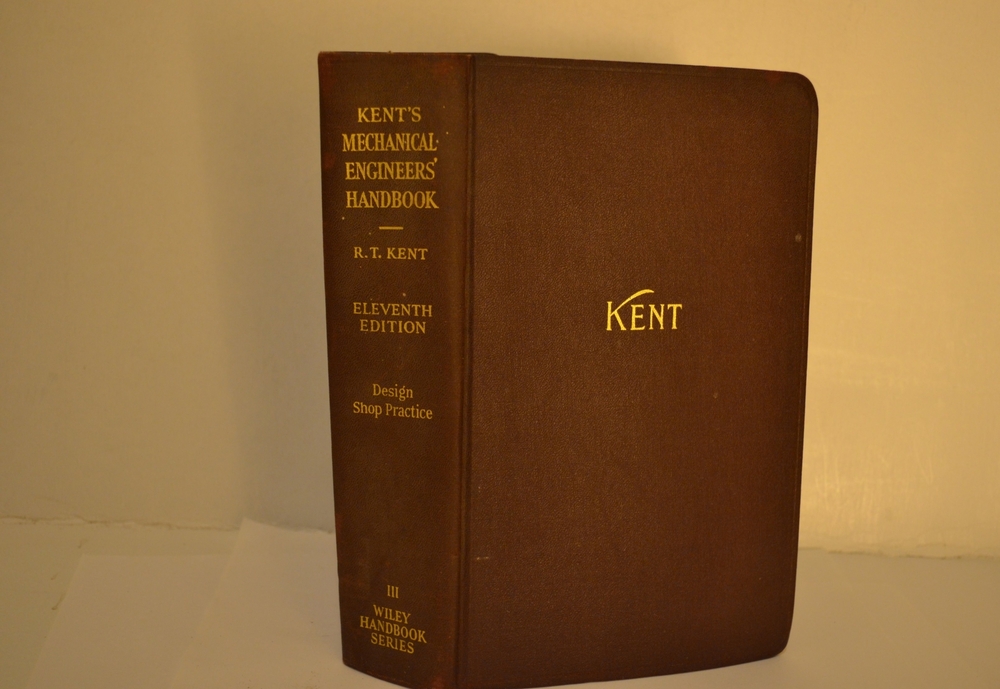 KENT'S
MECHANICAL
ENGINEERS'
HANDBOOK
R.T. KENT
ELEVENTH
EDITION
Design
Shop Practice
III
WILEY
HANDBOOK
SERIES
KENT